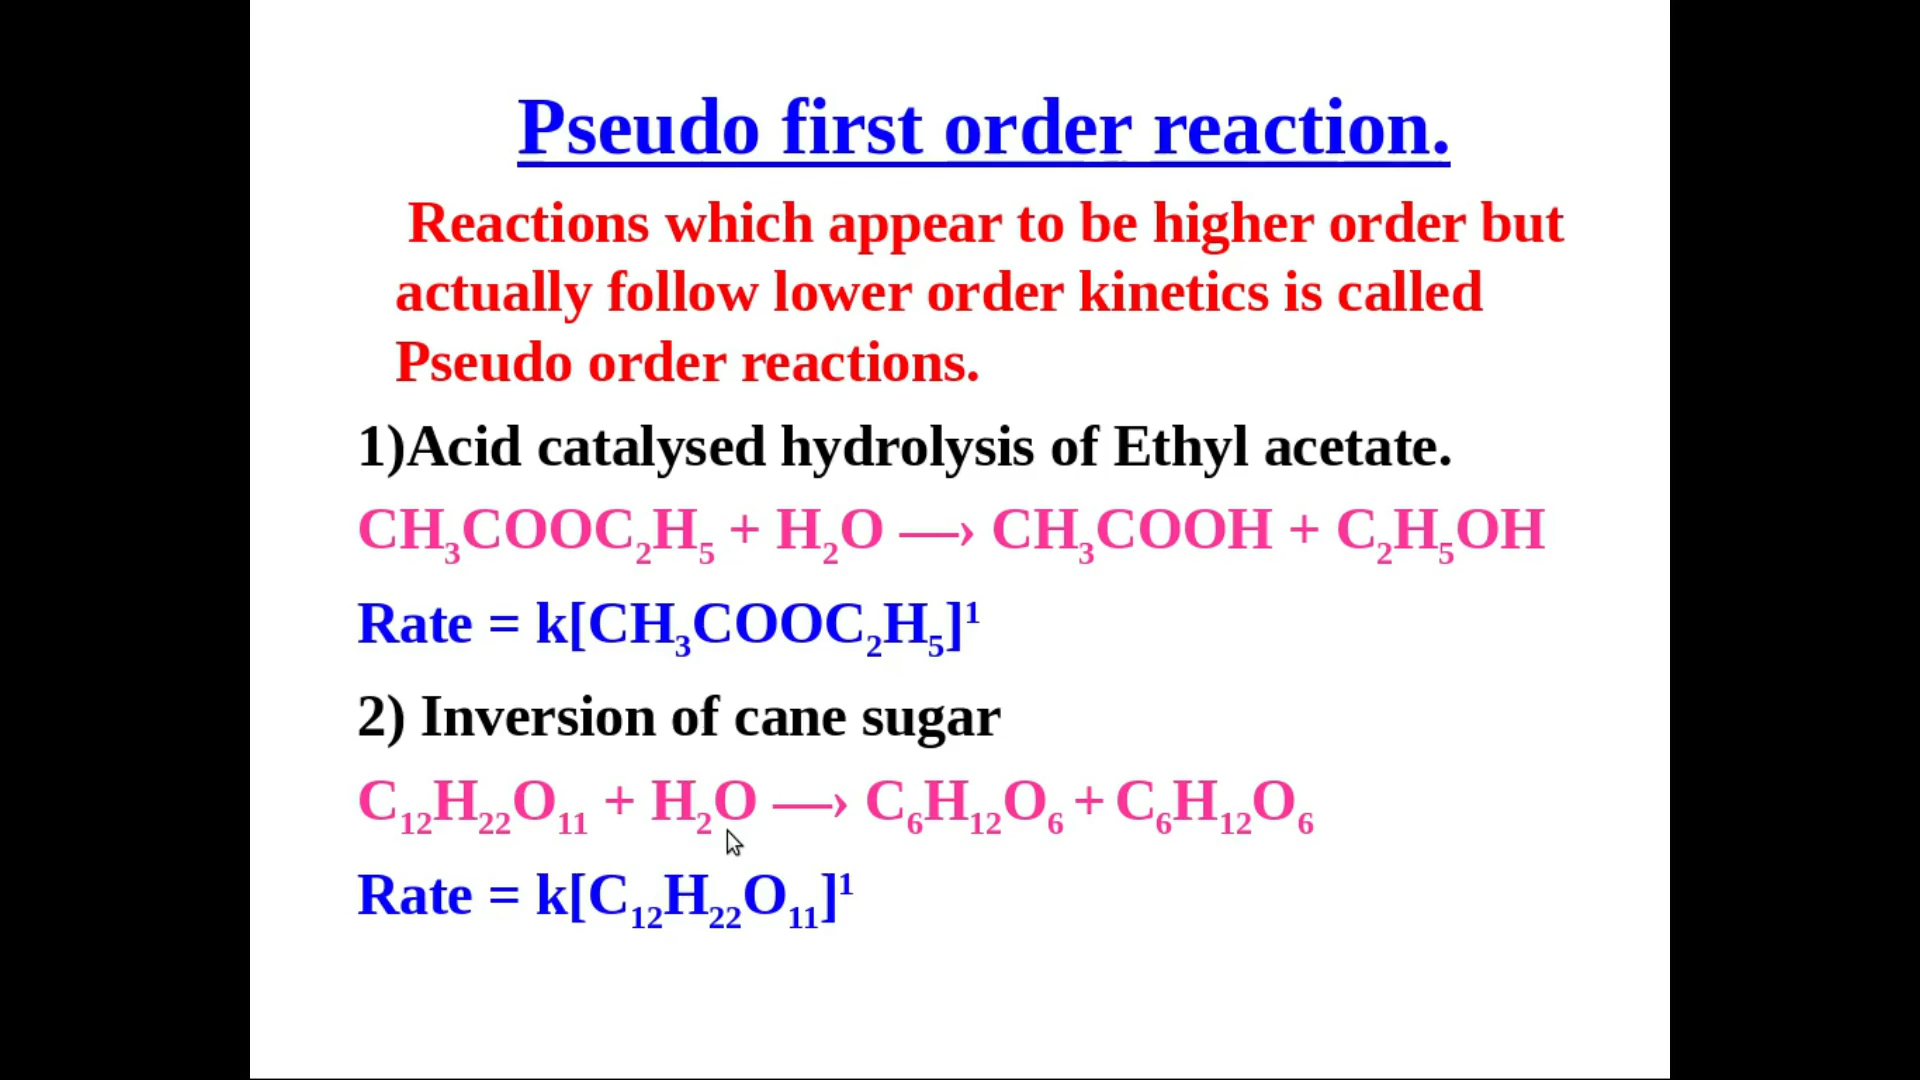 Pseudo first order reaction.
Reactions which appear to be higher order but
actually follow lower order kinetics is called
Pseudo order reactions.
1)Acid catalysed hydrolysis of Ethyl acetate.
CH₃COOC₂H₅ + H₂O ⟶ CH₃COOH + C₂H₅OH
Rate = k[CH₃COOC₂H₅]¹
2) Inversion of cane sugar
C₁₂H₂₂O₁₁ + H₂O ⟶ C₆H₁₂O₆ + C₆H₁₂O₆
Rate = k[C₁₂H₂₂O₁₁]¹